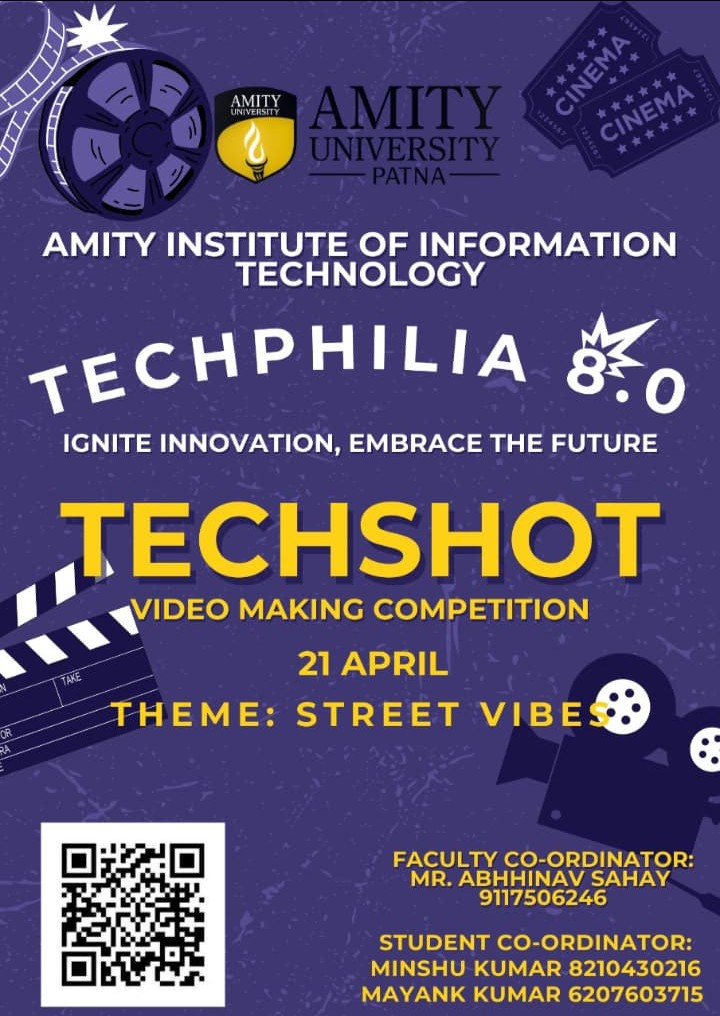 AMITY
UNIVERSITY
AMITY
UNIVERSITY
PATNA
CINEMA
1234567
CINEMA
1234567
AMITY INSTITUTE OF INFORMATION
TECHNOLOGY
TECHPHILIA 8.0
IGNITE INNOVATION, EMBRACE THE FUTURE
TECHSHOT
VIDEO MAKING COMPETITION
21 APRIL
TAKE
THEME: STREET VIBES
FACULTY CO-ORDINATOR:
MR. ABHHINAV SAHAY
9117506246
STUDENT CO-ORDINATOR:
MINSHU KUMAR 8210430216
MAYANK KUMAR 6207603715